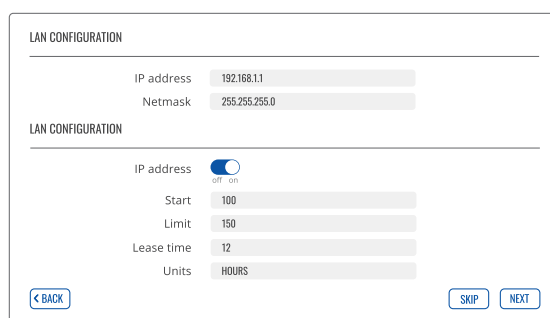 LAN CONFIGURATION
IP address 192.168.1.1
Netmask 255.255.255.0
LAN CONFIGURATION
IP address
off on
Start 100
Limit 150
Lease time 12
Units HOURS
< BACK SKIP NEXT